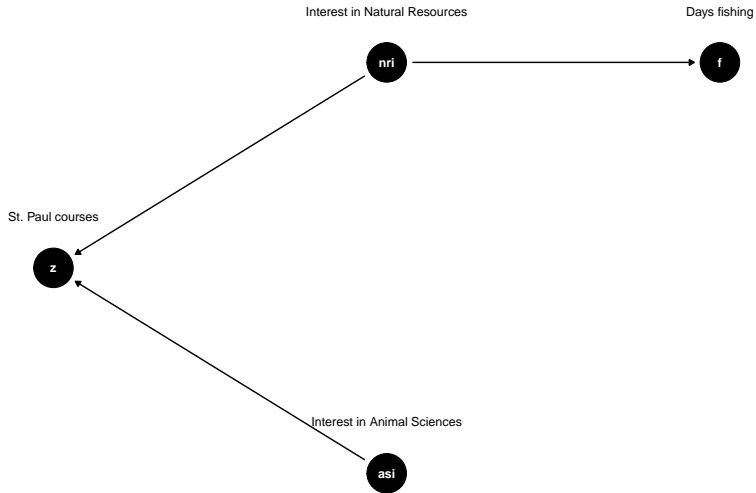 Interest in Natural Resources
Days fishing
nri
f
St. Paul courses
z
Interest in Animal Sciences
asi